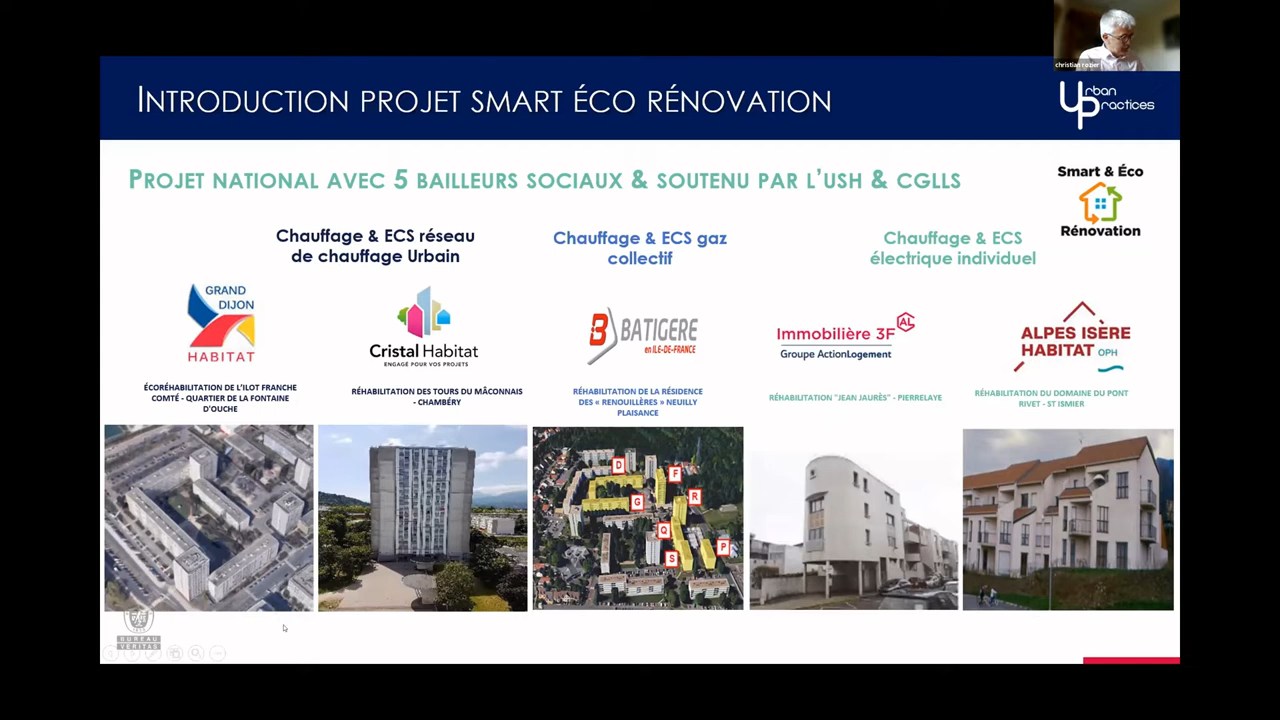 christian rozier
INTRODUCTION PROJET SMART ÉCO RÉNOVATION
Urban
Practices
PROJET NATIONAL AVEC 5 BAILLEURS SOCIAUX & SOUTENU PAR L'USH & CGLLS
Smart & Éco
Rénovation
Chauffage & ECS réseau
de chauffage Urbain
Chauffage & ECS gaz
collectif
Chauffage & ECS
électrique individuel
GRAND
DIJON
HABITAT
Cristal Habitat
ENGAGÉ POUR VOS PROJETS
BATIGERE
en ILE-DE-FRANCE
Immobilière 3F
AL
Groupe ActionLogement
ALPES ISÈRE
HABITAT OPH
ÉCORÉHABILITATION DE L'ILOT FRANCHE
COMTÉ - QUARTIER DE LA FONTAINE
D'OUCHE
RÉHABILITATION DES TOURS DU MÂCONNAIS
- CHAMBÉRY
RÉHABILITATION DE LA RÉSIDENCE
DES « RENOUILLÈRES » NEUILLY
PLAISANCE
RÉHABILITATION "JEAN JAURÈS" - PIERRELAYE
RÉHABILITATION DU DOMAINE DU PONT
RIVET - ST ISMIER
D
F
G
R
Q
S
P
BUREAU
VERITAS